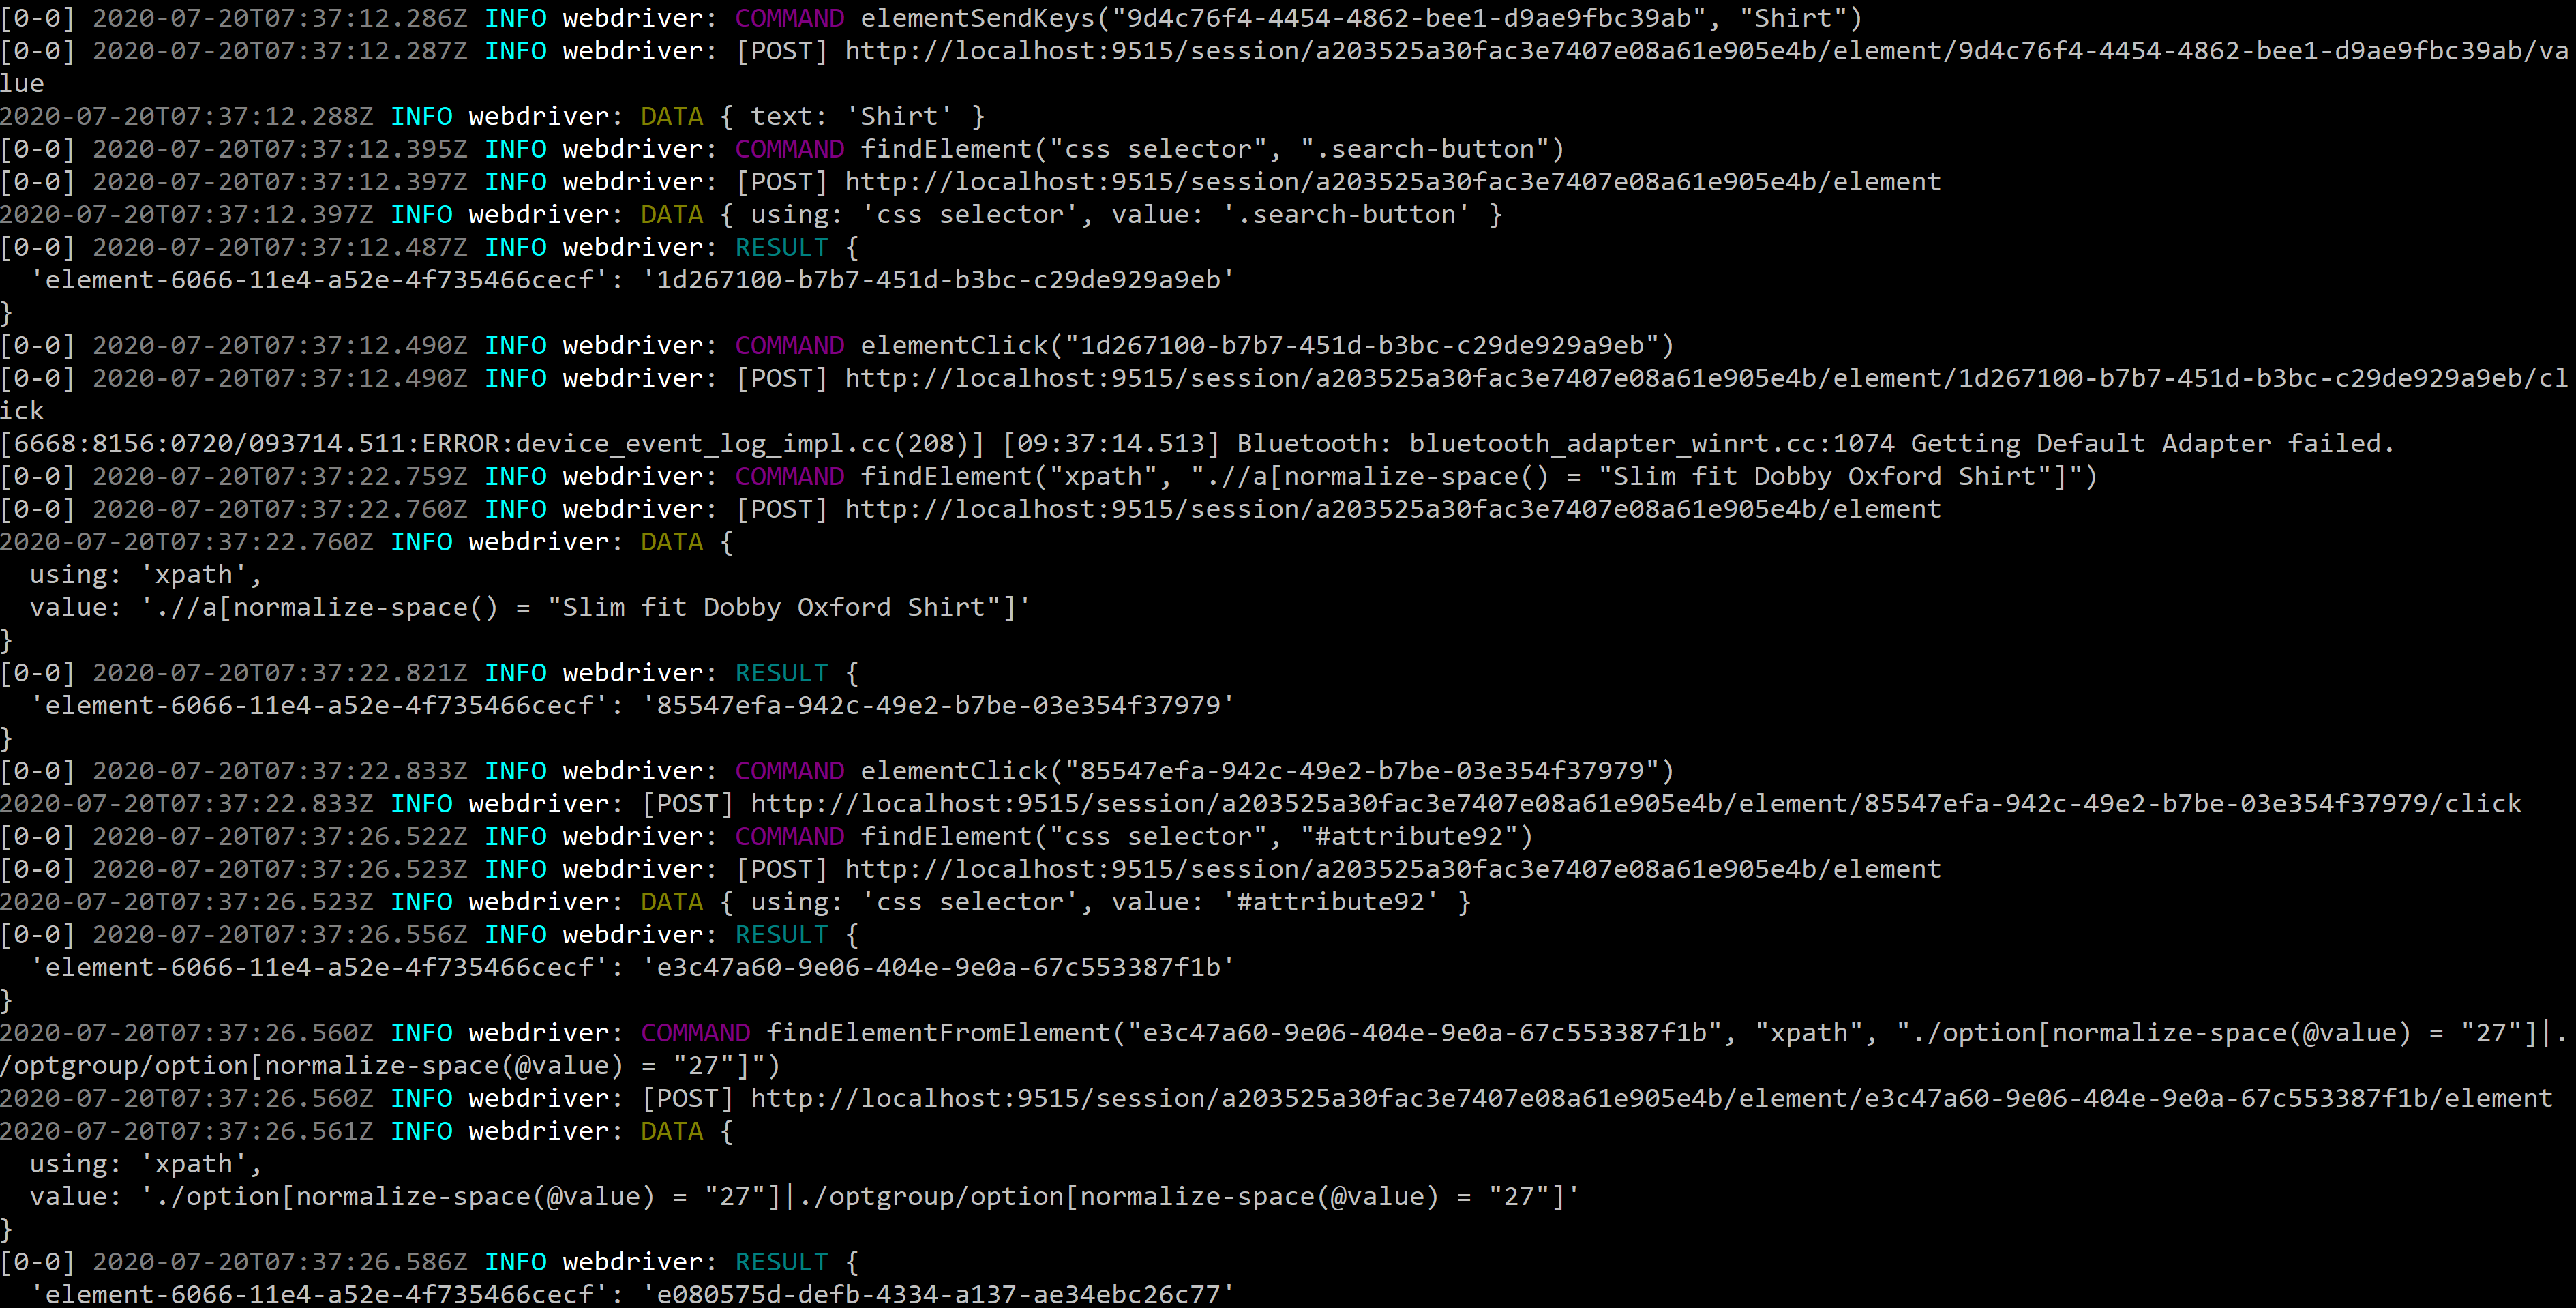 [0-0] 2020-07-20T07:37:12.286Z INFO webdriver: COMMAND elementSendKeys("9d4c76f4-4454-4862-bee1-d9ae9fbc39ab", "Shirt")
[0-0] 2020-07-20T07:37:12.287Z INFO webdriver: [POST] http://localhost:9515/session/a203525a30fac3e7407e08a61e905e4b/element/9d4c76f4-4454-4862-bee1-d9ae9fbc39ab/va
lue
2020-07-20T07:37:12.288Z INFO webdriver: DATA { text: 'Shirt' }
[0-0] 2020-07-20T07:37:12.395Z INFO webdriver: COMMAND findElement("css selector", ".search-button")
[0-0] 2020-07-20T07:37:12.397Z INFO webdriver: [POST] http://localhost:9515/session/a203525a30fac3e7407e08a61e905e4b/element
2020-07-20T07:37:12.397Z INFO webdriver: DATA { using: 'css selector', value: '.search-button' }
[0-0] 2020-07-20T07:37:12.487Z INFO webdriver: RESULT {
  'element-6066-11e4-a52e-4f735466cecf': '1d267100-b7b7-451d-b3bc-c29de929a9eb'
}
[0-0] 2020-07-20T07:37:12.490Z INFO webdriver: COMMAND elementClick("1d267100-b7b7-451d-b3bc-c29de929a9eb")
[0-0] 2020-07-20T07:37:12.490Z INFO webdriver: [POST] http://localhost:9515/session/a203525a30fac3e7407e08a61e905e4b/element/1d267100-b7b7-451d-b3bc-c29de929a9eb/cl
ick
[6668:8156:0720/093714.511:ERROR:device_event_log_impl.cc(208)] [09:37:14.513] Bluetooth: bluetooth_adapter_winrt.cc:1074 Getting Default Adapter failed.
[0-0] 2020-07-20T07:37:22.759Z INFO webdriver: COMMAND findElement("xpath", ".//a[normalize-space() = "Slim fit Dobby Oxford Shirt"]")
[0-0] 2020-07-20T07:37:22.760Z INFO webdriver: [POST] http://localhost:9515/session/a203525a30fac3e7407e08a61e905e4b/element
2020-07-20T07:37:22.760Z INFO webdriver: DATA {
  using: 'xpath',
  value: './/a[normalize-space() = "Slim fit Dobby Oxford Shirt"]'
}
[0-0] 2020-07-20T07:37:22.821Z INFO webdriver: RESULT {
  'element-6066-11e4-a52e-4f735466cecf': '85547efa-942c-49e2-b7be-03e354f37979'
}
[0-0] 2020-07-20T07:37:22.833Z INFO webdriver: COMMAND elementClick("85547efa-942c-49e2-b7be-03e354f37979")
2020-07-20T07:37:22.833Z INFO webdriver: [POST] http://localhost:9515/session/a203525a30fac3e7407e08a61e905e4b/element/85547efa-942c-49e2-b7be-03e354f37979/click
[0-0] 2020-07-20T07:37:26.522Z INFO webdriver: COMMAND findElement("css selector", "#attribute92")
[0-0] 2020-07-20T07:37:26.523Z INFO webdriver: [POST] http://localhost:9515/session/a203525a30fac3e7407e08a61e905e4b/element
2020-07-20T07:37:26.523Z INFO webdriver: DATA { using: 'css selector', value: '#attribute92' }
[0-0] 2020-07-20T07:37:26.556Z INFO webdriver: RESULT {
  'element-6066-11e4-a52e-4f735466cecf': 'e3c47a60-9e06-404e-9e0a-67c553387f1b'
}
2020-07-20T07:37:26.560Z INFO webdriver: COMMAND findElementFromElement("e3c47a60-9e06-404e-9e0a-67c553387f1b", "xpath", "./option[normalize-space(@value) = "27"]|.
/optgroup/option[normalize-space(@value) = "27"]")
2020-07-20T07:37:26.560Z INFO webdriver: [POST] http://localhost:9515/session/a203525a30fac3e7407e08a61e905e4b/element/e3c47a60-9e06-404e-9e0a-67c553387f1b/element
2020-07-20T07:37:26.561Z INFO webdriver: DATA {
  using: 'xpath',
  value: './option[normalize-space(@value) = "27"]|./optgroup/option[normalize-space(@value) = "27"]'
}
[0-0] 2020-07-20T07:37:26.586Z INFO webdriver: RESULT {
  'element-6066-11e4-a52e-4f735466cecf': 'e080575d-defb-4334-a137-ae34ebc26c77'